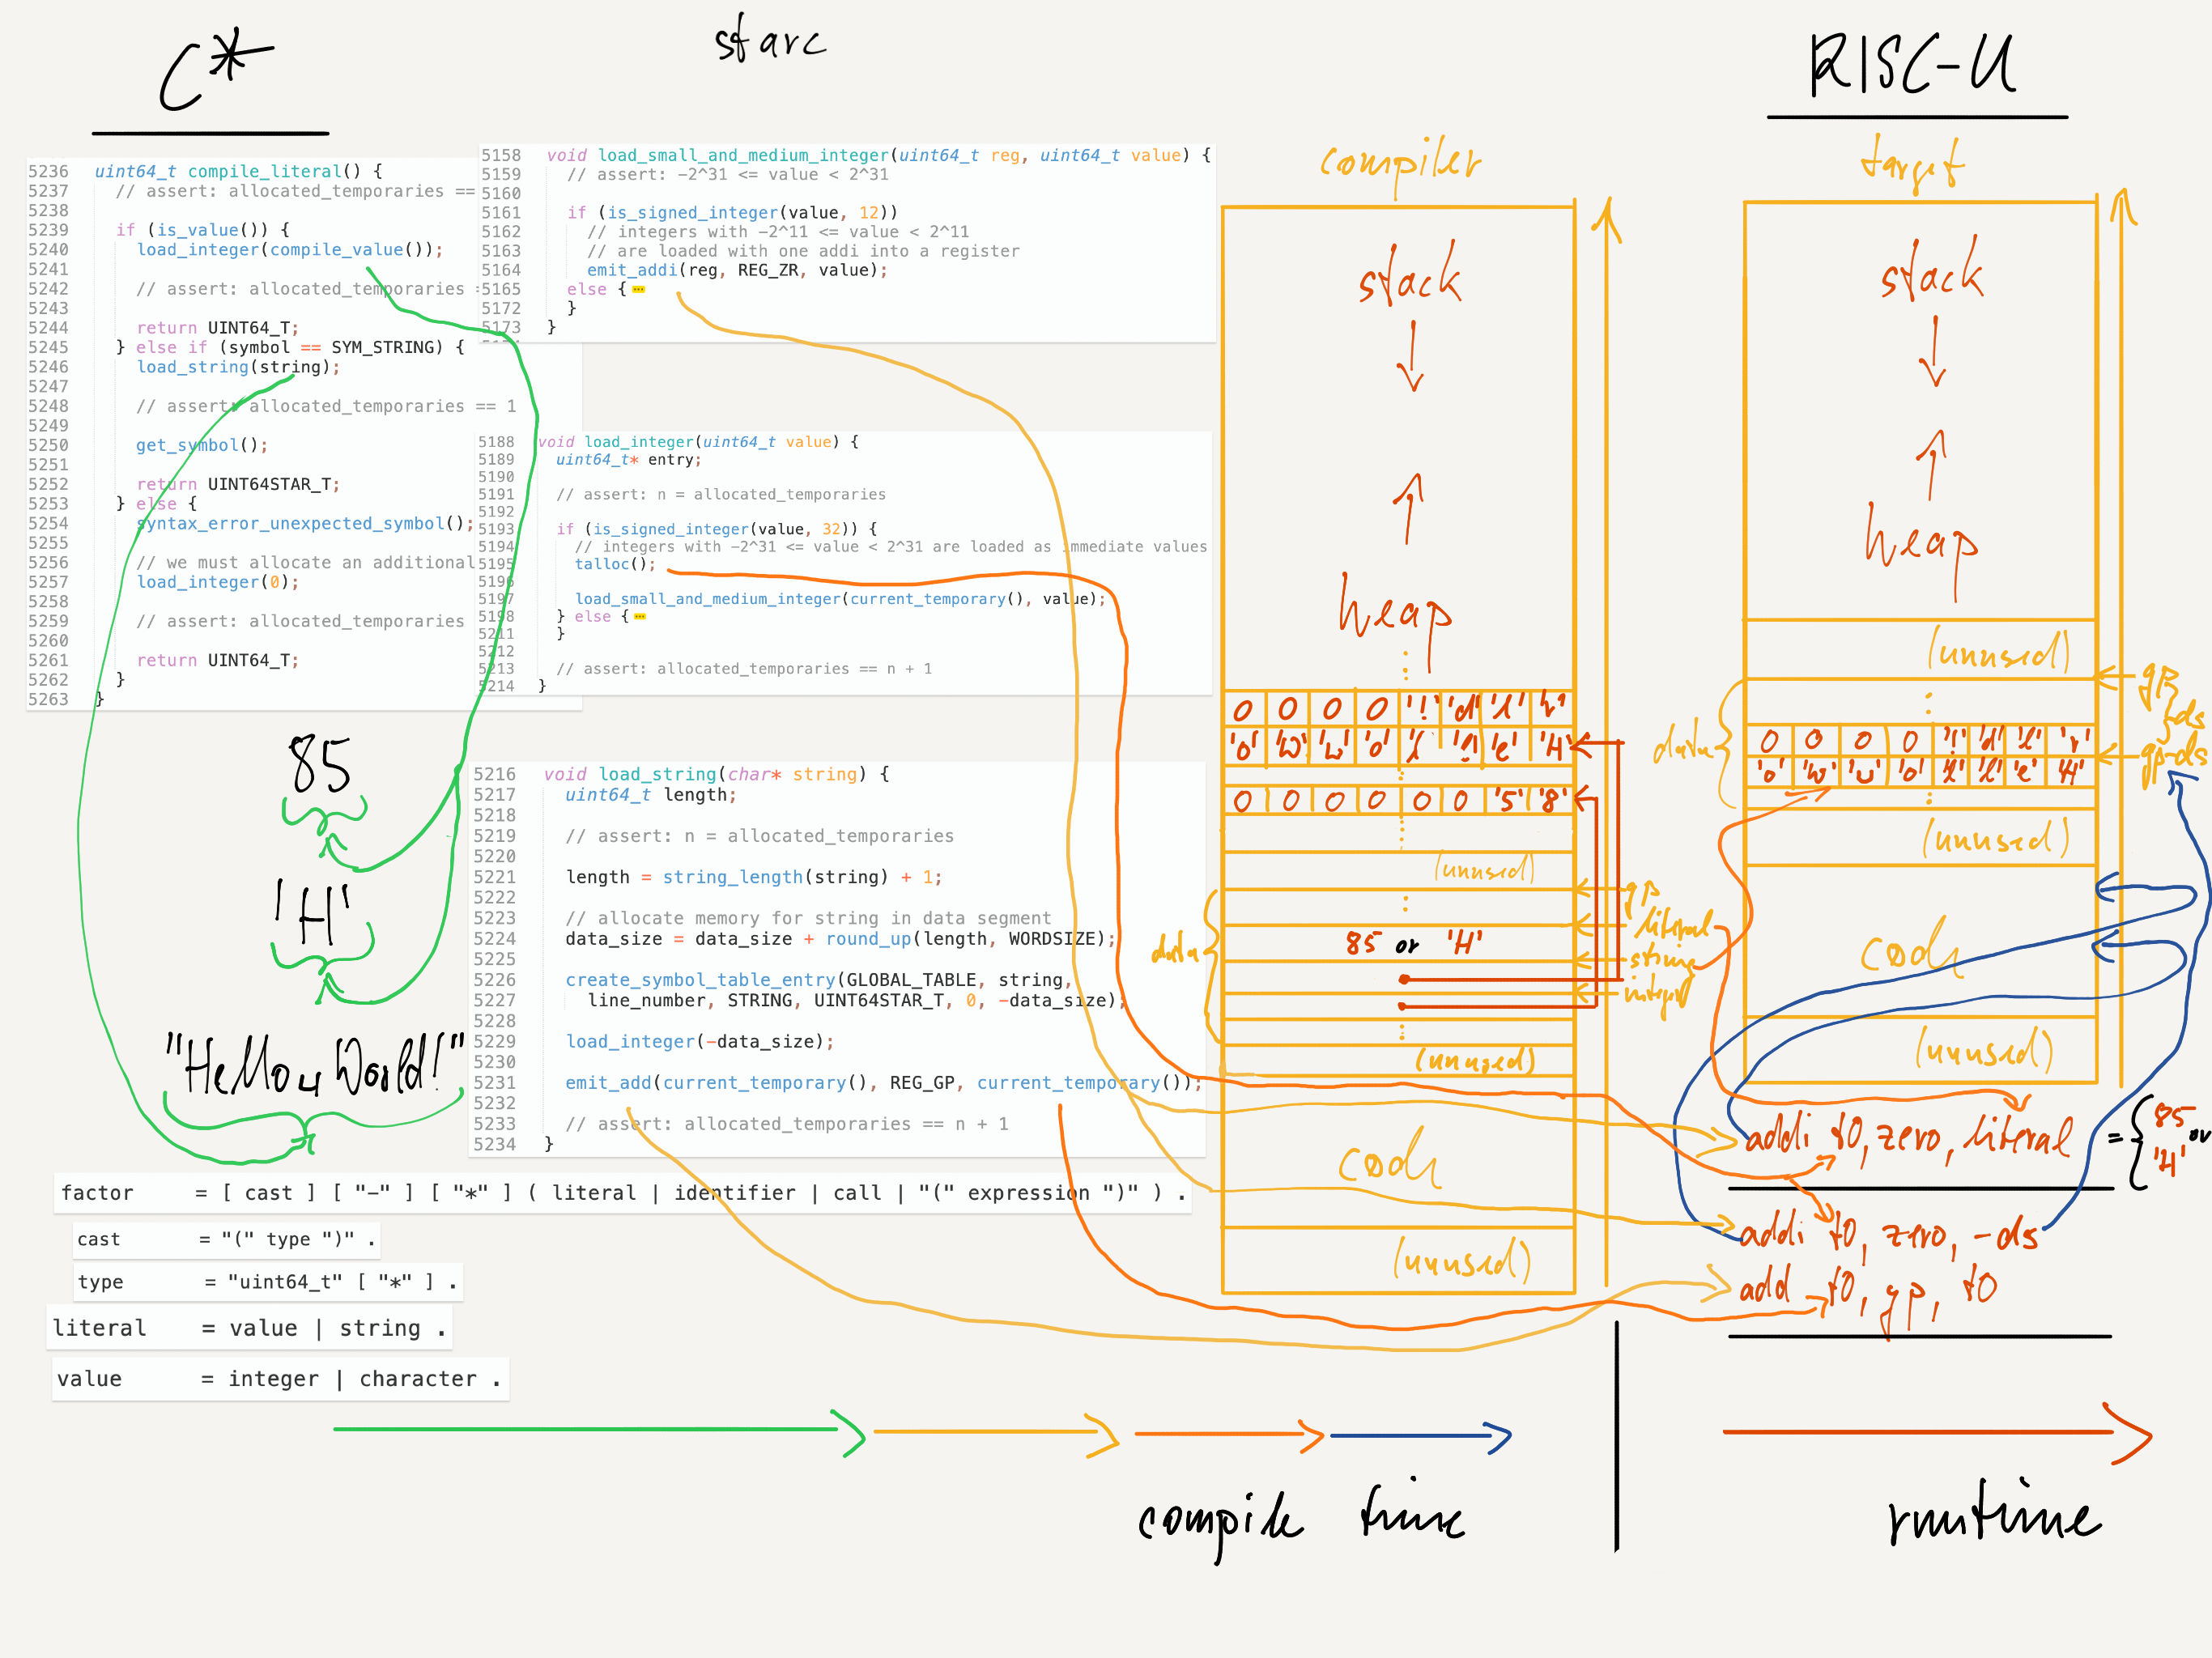 C*
starc
RISC-U
5236 uint64_t compile_literal() {
5237 // assert: allocated_temporaries ==
5238
5239 if (is_value()) {
5240 load_integer(compile_value());
5241
5242 // assert: allocated_temporaries =
5243
5244 return UINT64_T;
5245 } else if (symbol == SYM_STRING) {
5246 load_string(string);
5247
5248 // assert: allocated_temporaries == 1
5249
5250 get_symbol();
5251
5252 return UINT64STAR_T;
5253 } else {
5254 syntax_error_unexpected_symbol();
5255
5256 // we must allocate an additional
5257 load_integer(0);
5258
5259 // assert: allocated_temporaries
5260
5261 return UINT64_T;
5262 }
5263 }
85
'H'
"Hello␣World!"
5158 void load_small_and_medium_integer(uint64_t reg, uint64_t value) {
5159 // assert: -2^31 <= value < 2^31
5160
5161 if (is_signed_integer(value, 12))
5162 // integers with -2^11 <= value < 2^11
5163 // are loaded with one addi into a register
5164 emit_addi(reg, REG_ZR, value);
5165 else {
5172 }
5173 }
5188 void load_integer(uint64_t value) {
5189 uint64_t* entry;
5190
5191 // assert: n = allocated_temporaries
5192
5193 if (is_signed_integer(value, 32)) {
5194 // integers with -2^31 <= value < 2^31 are loaded as immediate values
5195 talloc();
5196
5197 load_small_and_medium_integer(current_temporary(), value);
5198 } else {
5211 }
5212
5213 // assert: allocated_temporaries == n + 1
5214 }
5216 void load_string(char* string) {
5217 uint64_t length;
5218
5219 // assert: n = allocated_temporaries
5220
5221 length = string_length(string) + 1;
5222
5223 // allocate memory for string in data segment
5224 data_size = data_size + round_up(length, WORDSIZE);
5225
5226 create_symbol_table_entry(GLOBAL_TABLE, string,
5227 line_number, STRING, UINT64STAR_T, 0, -data_size);
5228
5229 load_integer(-data_size);
5230
5231 emit_add(current_temporary(), REG_GP, current_temporary());
5232
5233 // assert: allocated_temporaries == n + 1
5234 }
factor = [ cast ] [ "-" ] [ "*" ] ( literal | identifier | call | "(" expression ")" ) .
cast = "(" type ")" .
type = "uint64_t" [ "*" ] .
literal = value | string .
value = integer | character .
compiler
stack
heap
0 0 0 0 '!' 'd' 'l' 'r'
'o' 'W' '␣' 'o' 'l' 'l' 'e' 'H'
0 0 0 0 0 0 '5' '8'
(unused)
gp
literal
data
85 or 'H'
string
integer
(unused)
code
(unused)
target
stack
heap
(unused)
gp
data
0 0 0 0 '!' 'd' 'l' 'r'
-ds
gp-ds
'o' 'W' '␣' 'o' 'l' 'l' 'e' 'H'
(unused)
code
(unused)
addi t0, zero, literal = { 85 or 'H'
addi t0, zero, -ds
add t0, gp, t0
compile time
runtime